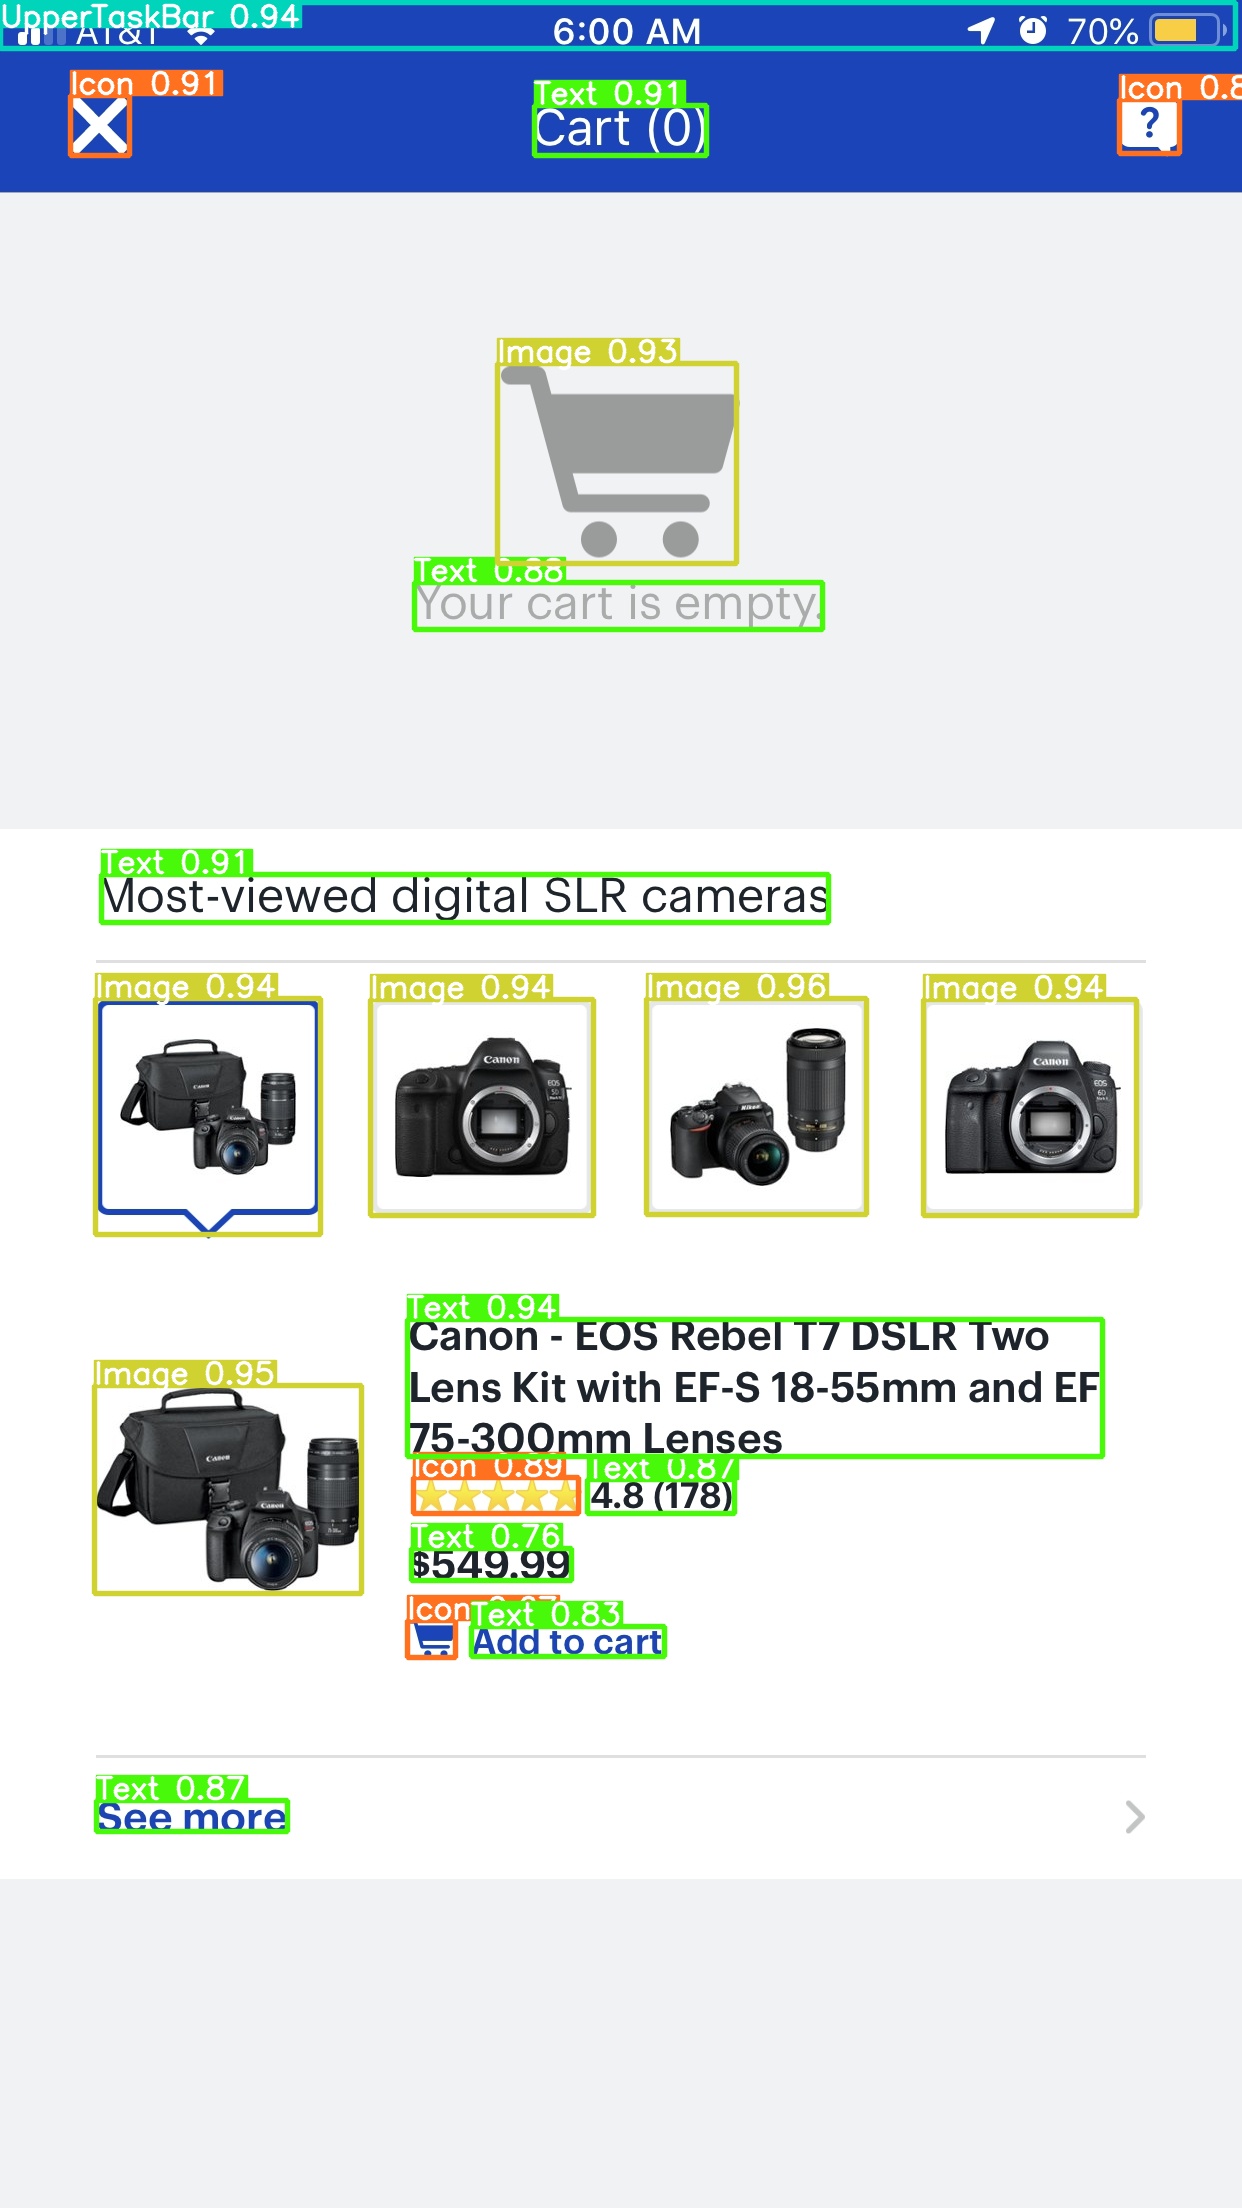 UpperTaskBar 0.94
AT&T 6:00 AM 70%
Icon 0.91
Text 0.91
Icon 0.8
Cart (0)
?
Image 0.93
Text 0.88
Your cart is empty.
Text 0.91
Most-viewed digital SLR cameras
Image 0.94 Image 0.94 Image 0.96 Image 0.94
Canon
Canon
Canon
EOS
5D
Nikon
Canon
EOS
6D
Text 0.94
Canon - EOS Rebel T7 DSLR Two
Lens Kit with EF-S 18-55mm and EF
75-300mm Lenses
Image 0.95
Canon
Canon
Icon 0.89 Text 0.87
4.8 (178)
Text 0.76
$549.99
Icon Text 0.83
Add to cart
Text 0.87
See more